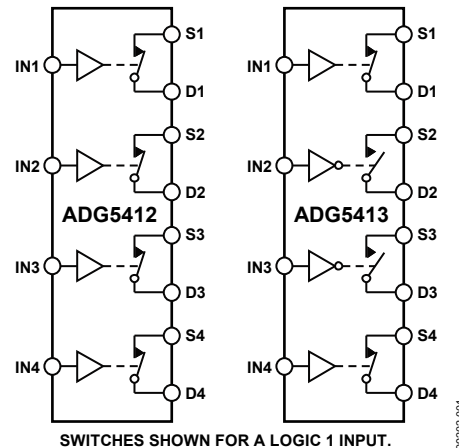 S1
IN1
D1
S2
IN2
D2
ADG5412
S3
IN3
D3
S4
IN4
D4
S1
IN1
D1
S2
IN2
D2
ADG5413
S3
IN3
D3
S4
IN4
D4
SWITCHES SHOWN FOR A LOGIC 1 INPUT.